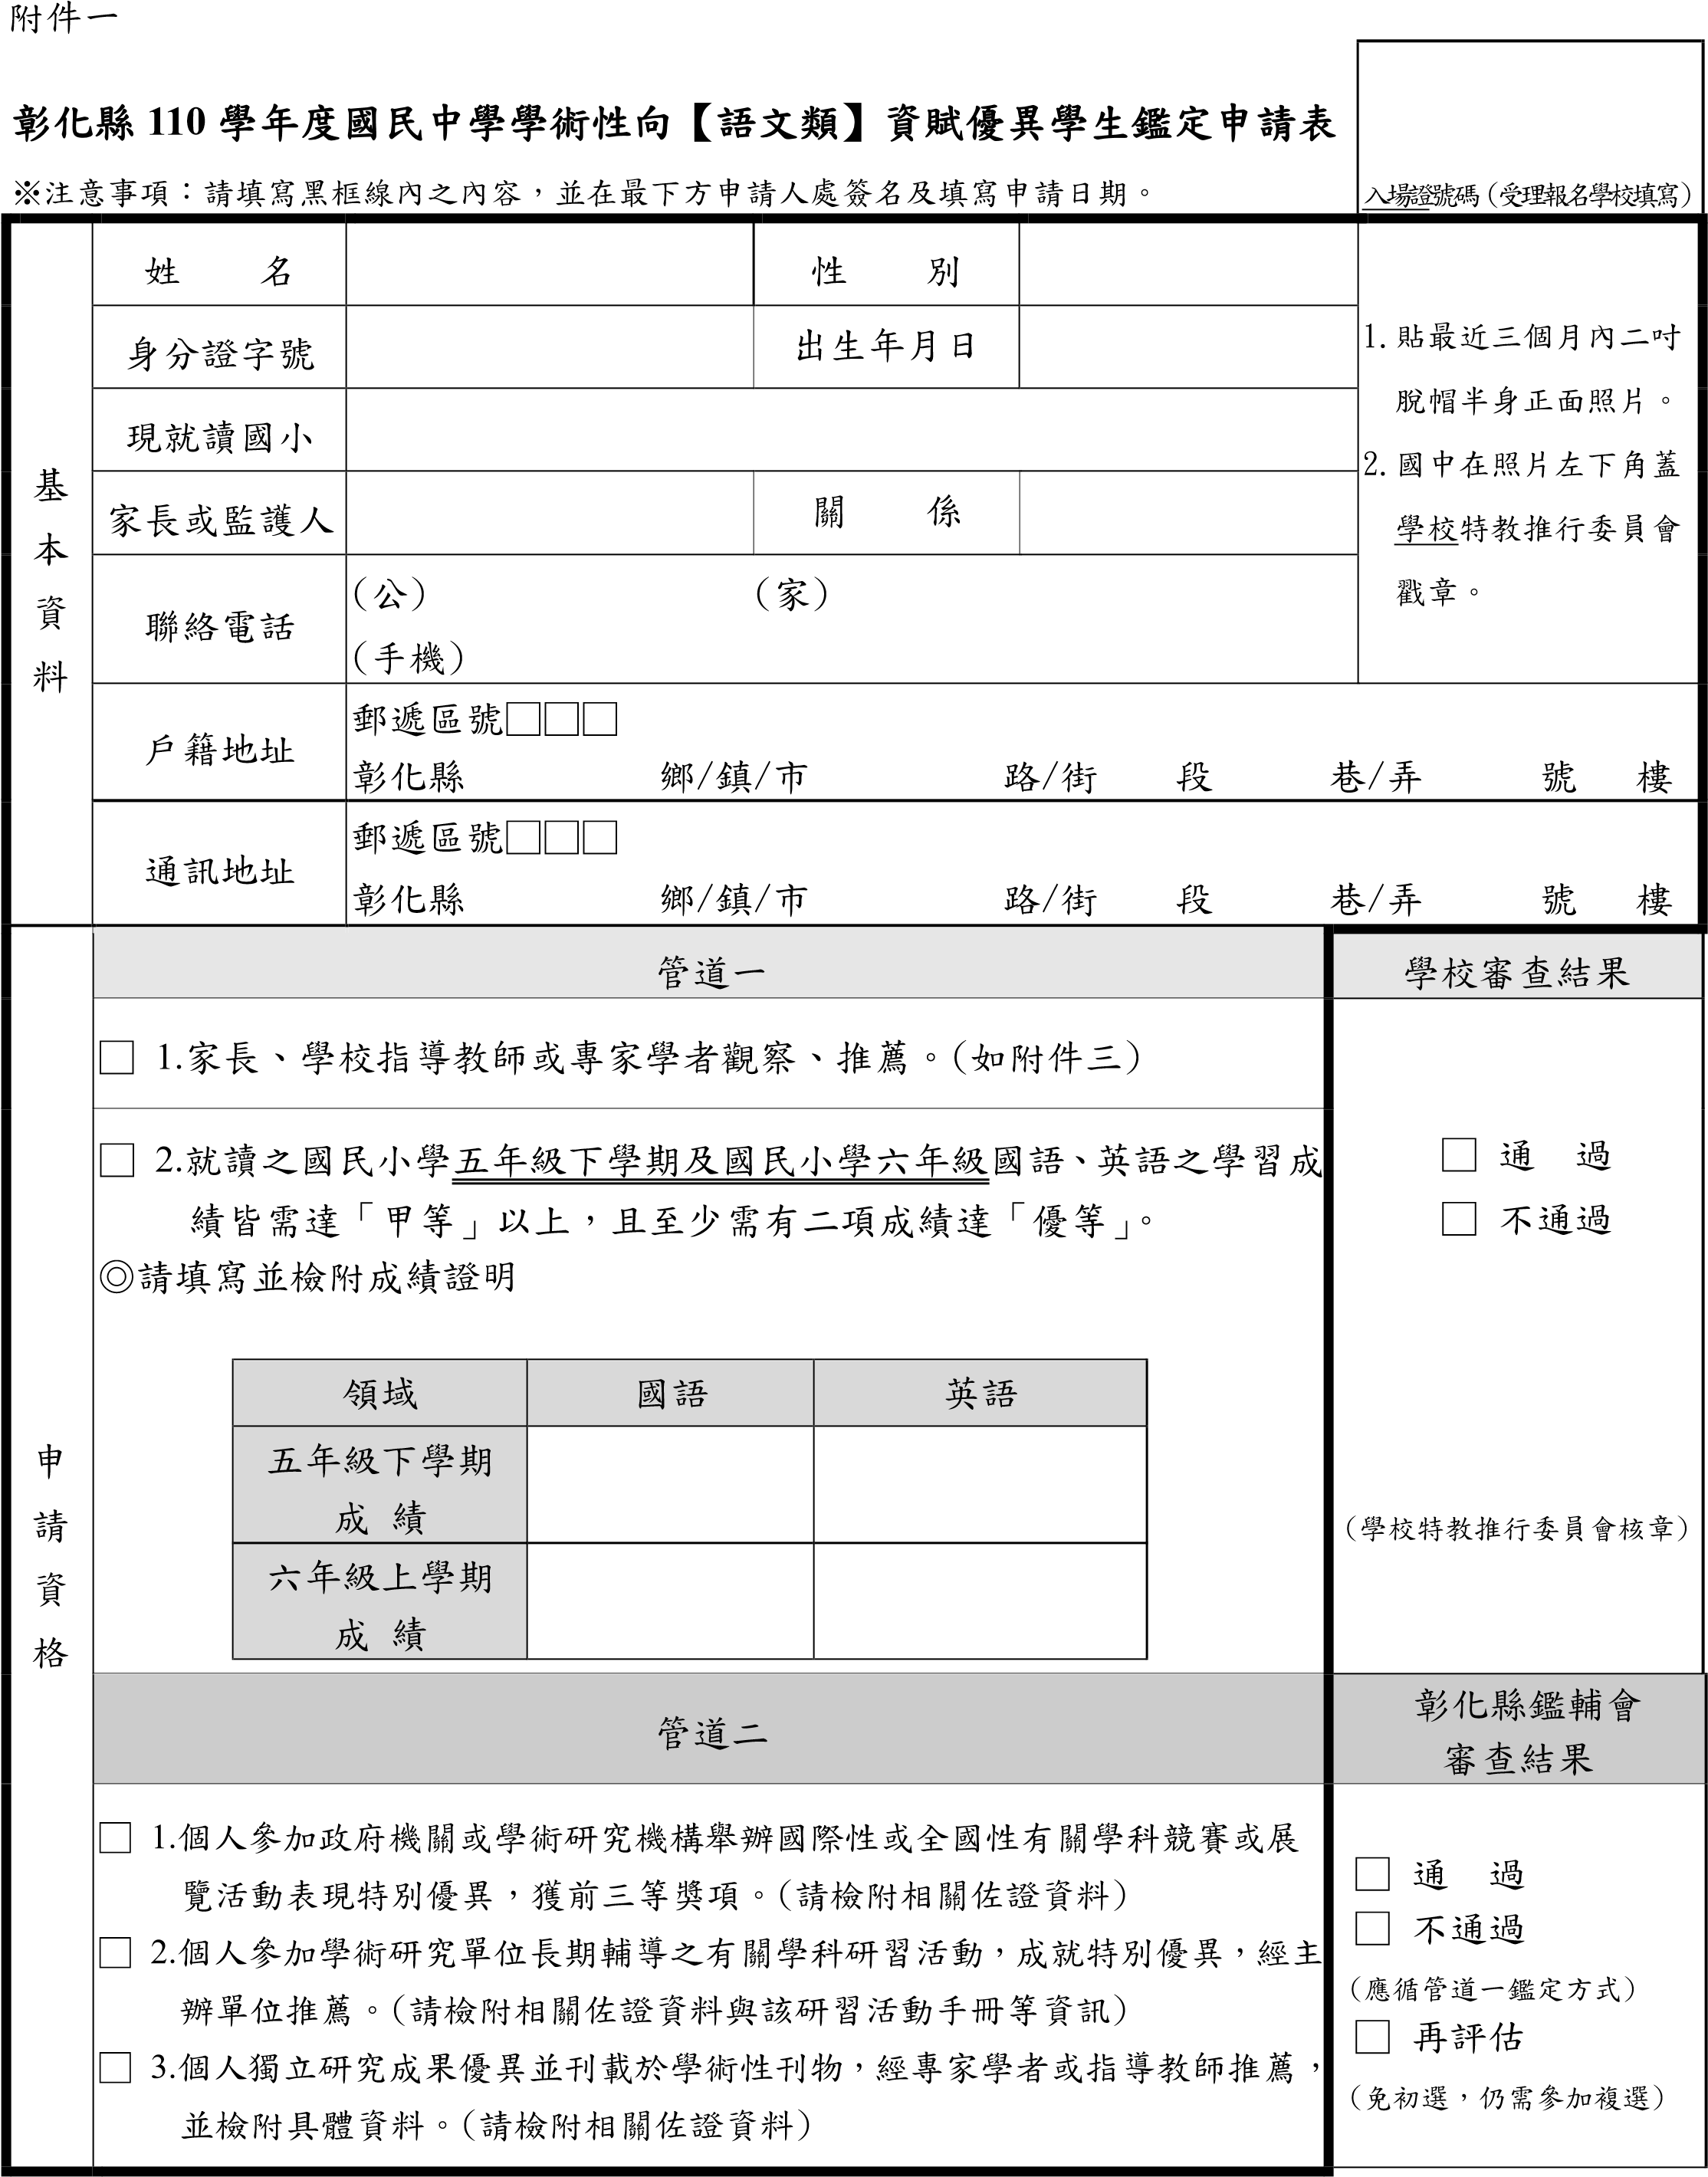 附件一
彰化縣 110 學年度國民中學學術性向【語文類】資賦優異學生鑑定申請表
※注意事項：請填寫黑框線內之內容，並在最下方申請人處簽名及填寫申請日期。
入場證號碼（受理報名學校填寫）
基本資料
姓 名
性 別
身分證字號
出生年月日
現就讀國小
家長或監護人
關 係
聯絡電話
（公） （家）
（手機）
1. 貼最近三個月內二吋
脫帽半身正面照片。
2. 國中在照片左下角蓋
學校特教推行委員會
戳章。
戶籍地址
郵遞區號□□□
彰化縣 鄉/鎮/市 路/街 段 巷/弄 號 樓
通訊地址
郵遞區號□□□
彰化縣 鄉/鎮/市 路/街 段 巷/弄 號 樓
申請資格
管道一
學校審查結果
□ 1.家長、學校指導教師或專家學者觀察、推薦。（如附件三）
□ 2.就讀之國民小學五年級下學期及國民小學六年級國語、英語之學習成
績皆需達「甲等」以上，且至少需有二項成績達「優等」。
◎請填寫並檢附成績證明
領域 國語 英語
五年級下學期
成 績
六年級上學期
成 績
□ 通 過
□ 不通過
（學校特教推行委員會核章）
管道二
彰化縣鑑輔會
審查結果
□ 1.個人參加政府機關或學術研究機構舉辦國際性或全國性有關學科競賽或展
覽活動表現特別優異，獲前三等獎項。（請檢附相關佐證資料）
□ 2.個人參加學術研究單位長期輔導之有關學科研習活動，成就特別優異，經主
辦單位推薦。（請檢附相關佐證資料與該研習活動手冊等資訊）
□ 3.個人獨立研究成果優異並刊載於學術性刊物，經專家學者或指導教師推薦，
並檢附具體資料。（請檢附相關佐證資料）
□ 通 過
□ 不通過
（應循管道一鑑定方式）
□ 再評估
（免初選，仍需參加複選）